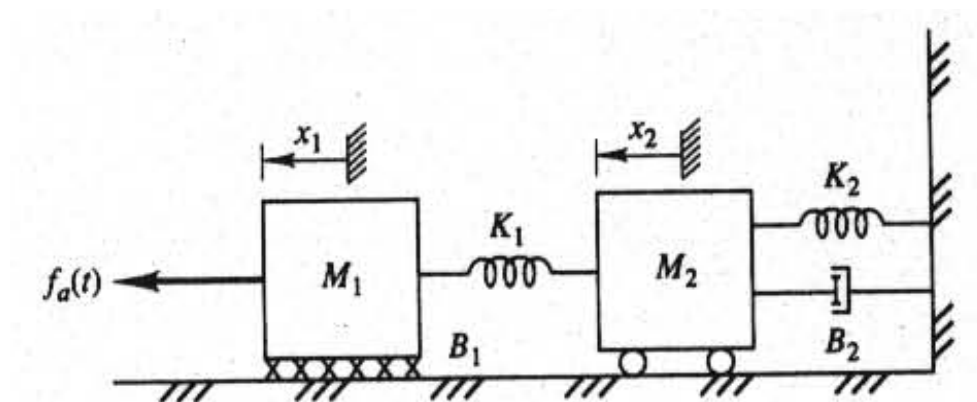 x₁
x₂
K₂
K₁
fₐ(t)
M₁
M₂
B₁
B₂